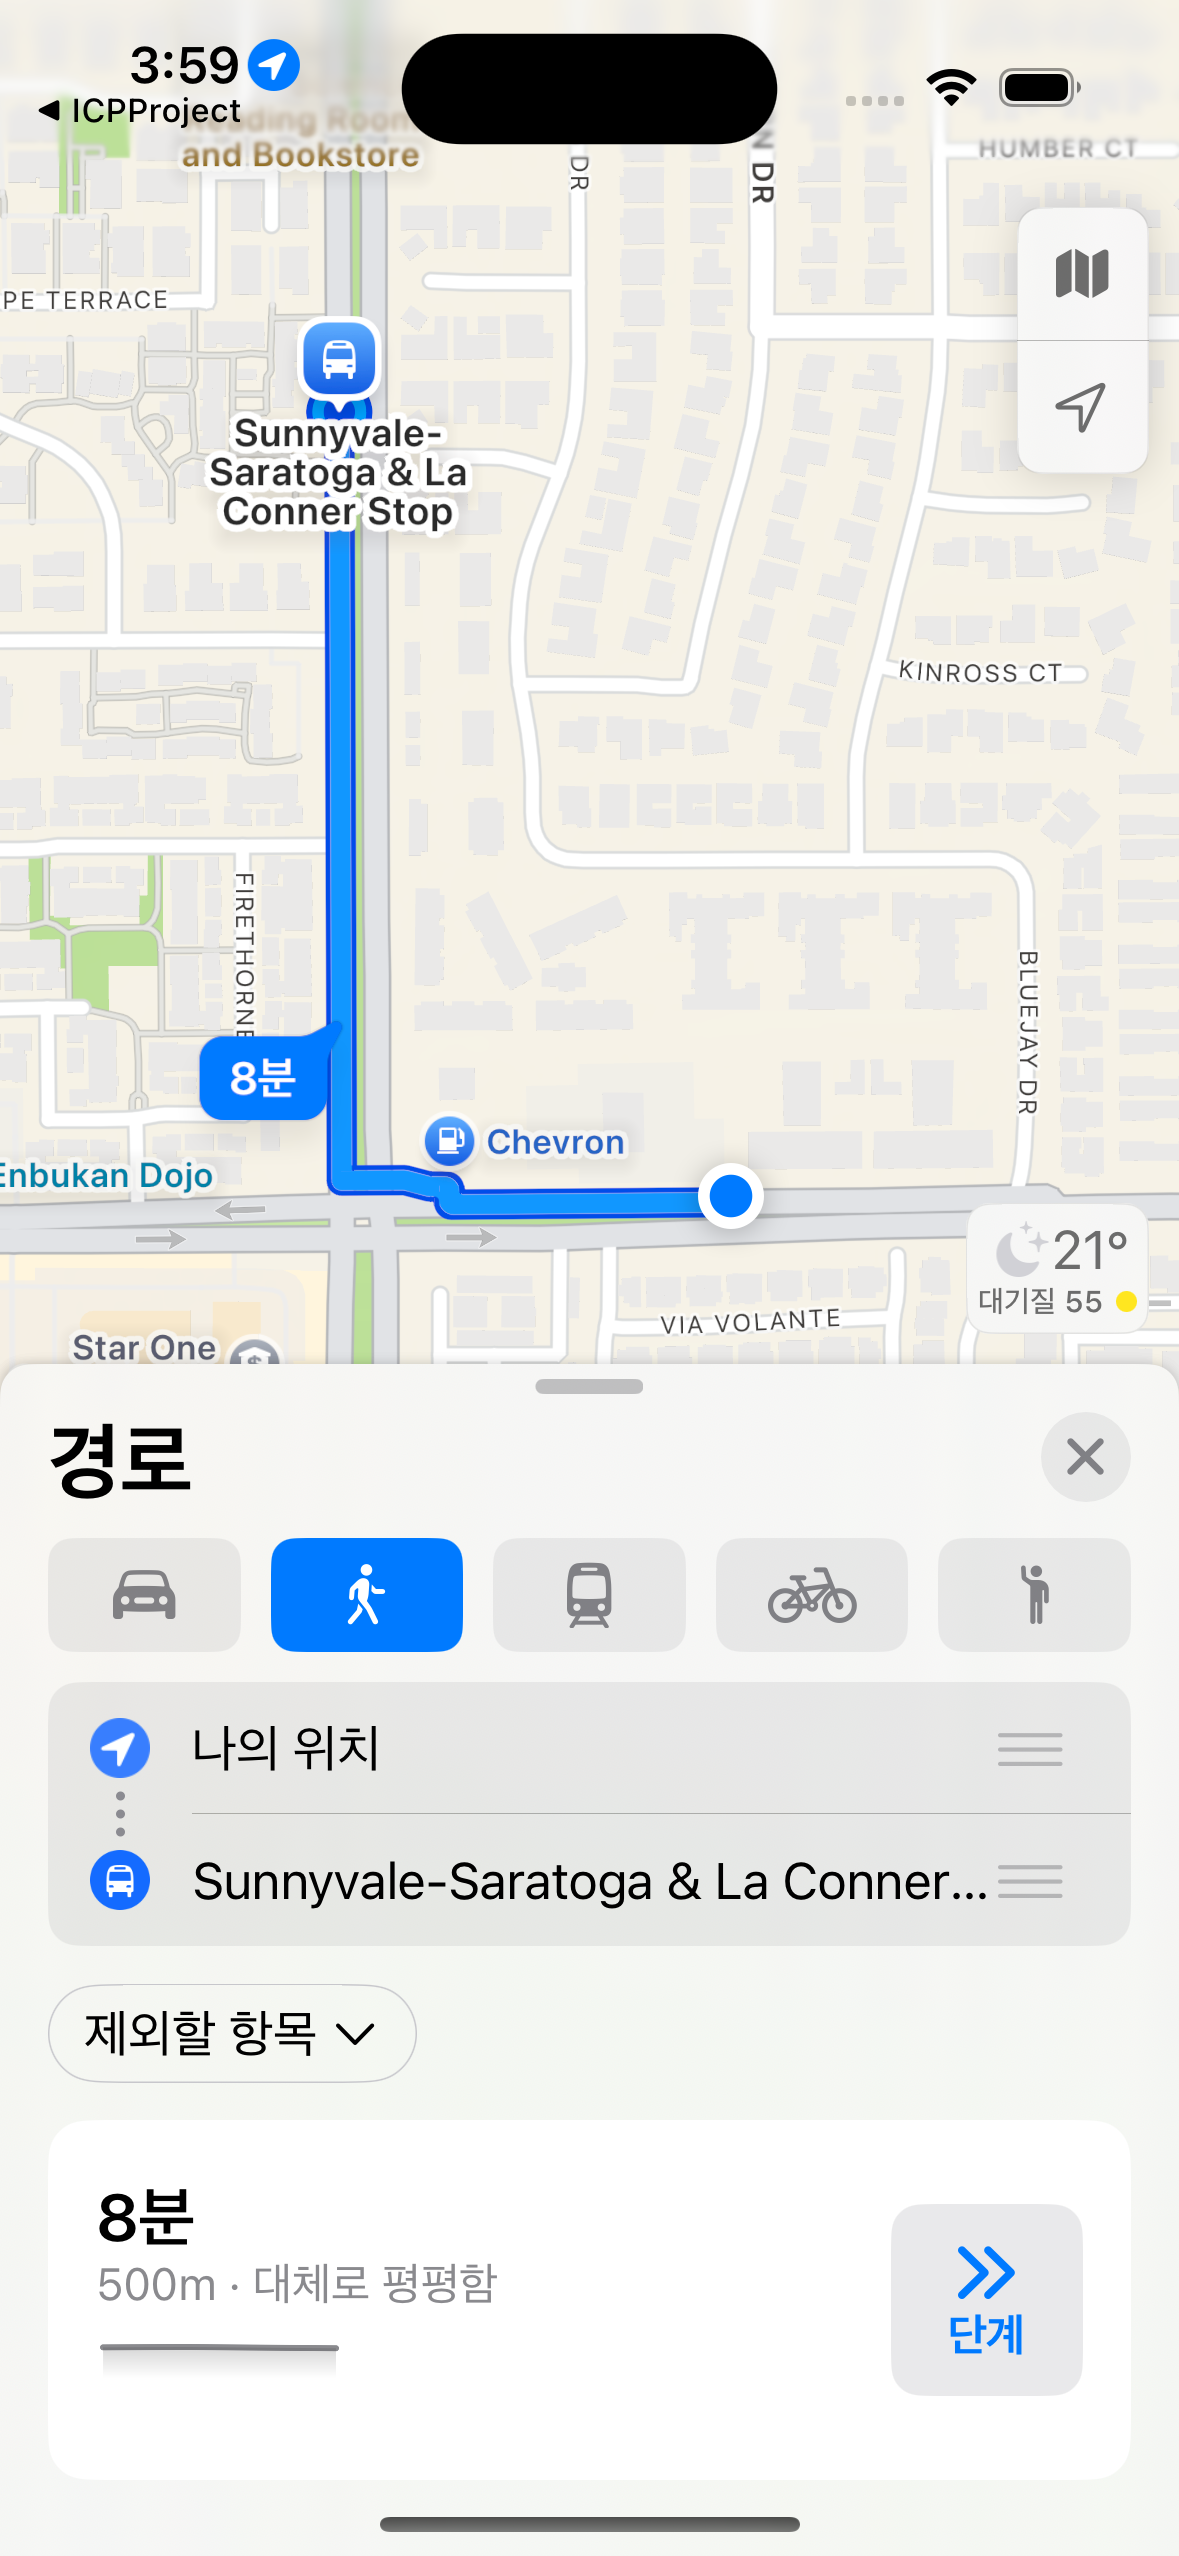 3:59
ICPProject
Reading Room
and Bookstore
DR
N DR
HUMBER CT
PE TERRACE
Sunnyvale-
Saratoga & La
Conner Stop
KINROSS CT
FIRETHORNE
BLUEJAY DR
8분
Chevron
Enbukan Dojo
21°
대기질 55
VIA VOLANTE
Star One
경로
나의 위치
Sunnyvale-Saratoga & La Conner...
제외할 항목
8분
500m · 대체로 평평함
단계